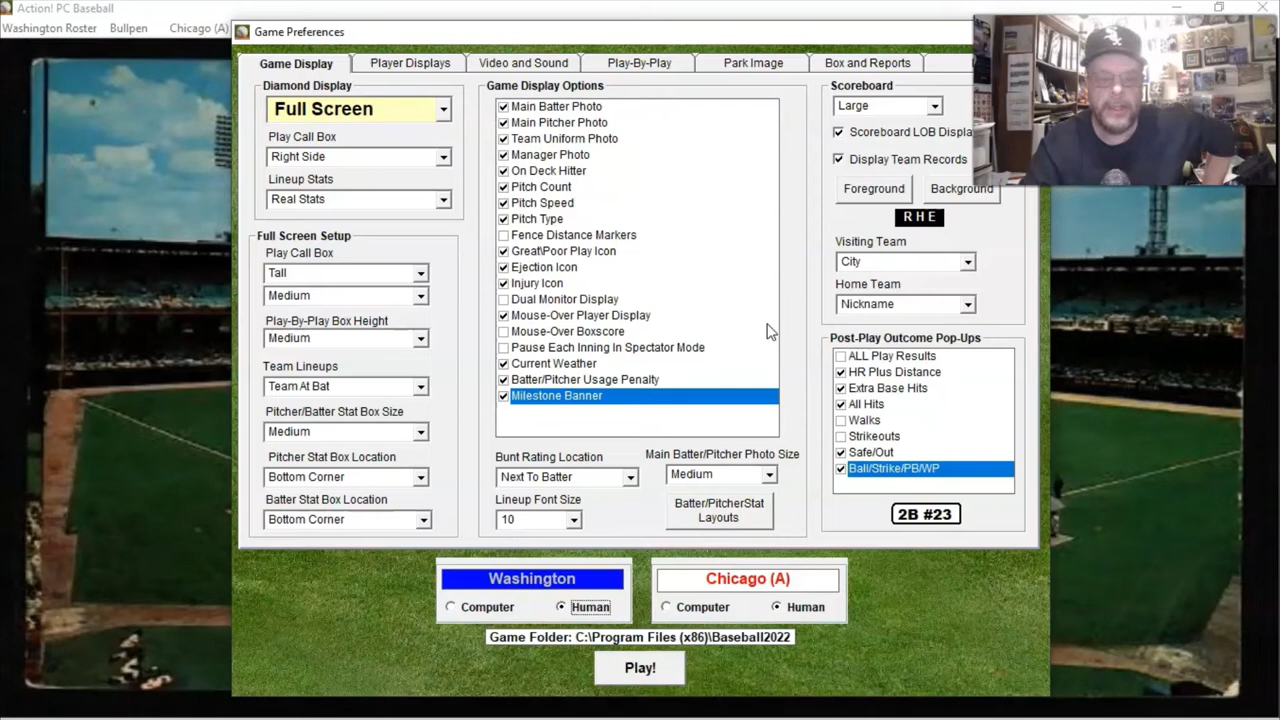 Action! PC Baseball
Washington Roster Bullpen Chicago (A)
Game Preferences
Game Display Player Displays Video and Sound Play-By-Play Park Image Box and Reports
Diamond Display
Full Screen
Play Call Box
Right Side
Lineup Stats
Real Stats
Full Screen Setup
Play Call Box
Tall
Medium
Play-By-Play Box Height
Medium
Team Lineups
Team At Bat
Pitcher/Batter Stat Box Size
Medium
Pitcher Stat Box Location
Bottom Corner
Batter Stat Box Location
Bottom Corner
Game Display Options
Main Batter Photo
Main Pitcher Photo
Team Uniform Photo
Manager Photo
On Deck Hitter
Pitch Count
Pitch Speed
Pitch Type
Fence Distance Markers
Great\Poor Play Icon
Ejection Icon
Injury Icon
Dual Monitor Display
Mouse-Over Player Display
Mouse-Over Boxscore
Pause Each Inning In Spectator Mode
Current Weather
Batter/Pitcher Usage Penalty
Milestone Banner
Bunt Rating Location
Next To Batter
Lineup Font Size
10
Main Batter/Pitcher Photo Size
Medium
Batter/PitcherStat
Layouts
Scoreboard
Large
Scoreboard LOB Displa
Display Team Records
Foreground Background
R H E
Visiting Team
City
Home Team
Nickname
Post-Play Outcome Pop-Ups
ALL Play Results
HR Plus Distance
Extra Base Hits
All Hits
Walks
Strikeouts
Safe/Out
Ball/Strike/PB/WP
2B #23
Washington
Computer Human
Chicago (A)
Computer Human
Game Folder: C:\Program Files (x86)\Baseball2022
Play!